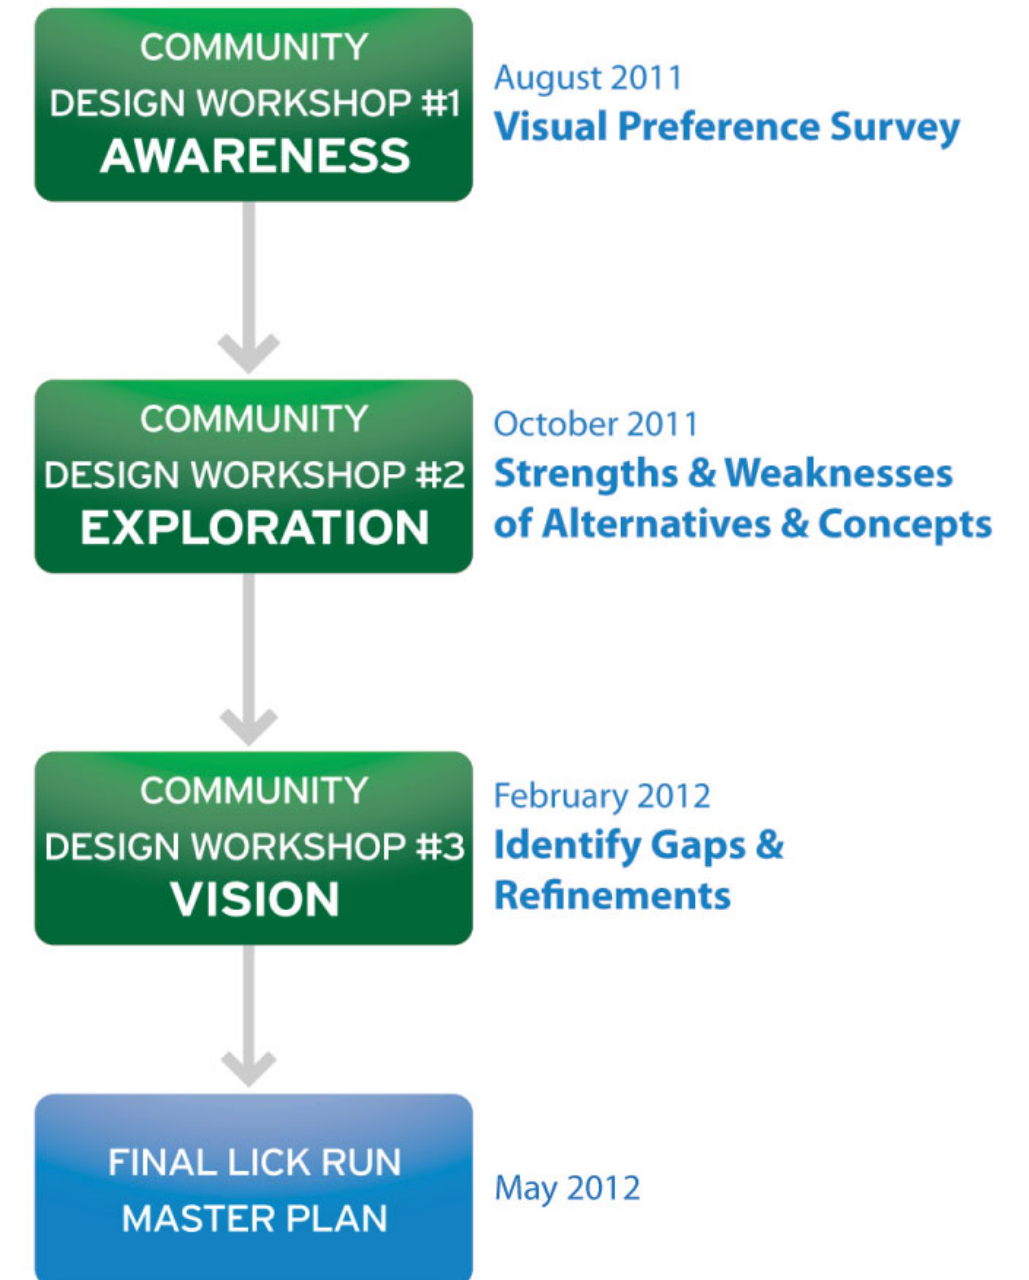 COMMUNITY
DESIGN WORKSHOP #1
AWARENESS
August 2011
Visual Preference Survey
COMMUNITY
DESIGN WORKSHOP #2
EXPLORATION
October 2011
Strengths & Weaknesses
of Alternatives & Concepts
COMMUNITY
DESIGN WORKSHOP #3
VISION
February 2012
Identify Gaps &
Refinements
FINAL LICK RUN
MASTER PLAN
May 2012